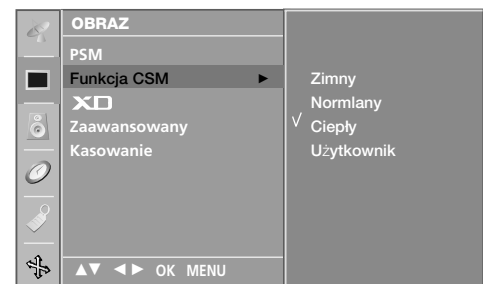 OBRAZ
PSM
Funkcja CSM ►
XD
Zaawansowany
Kasowanie
Zimny
Normlany
√ Ciepły
Użytkownik
▲▼ ◄► OK MENU